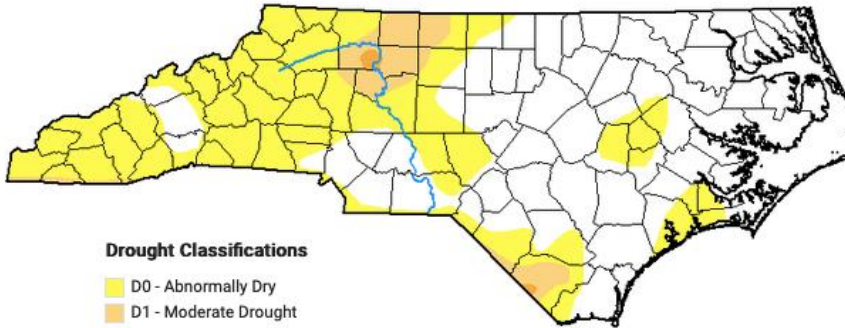 Drought Classifications
D0 - Abnormally Dry
D1 - Moderate Drought